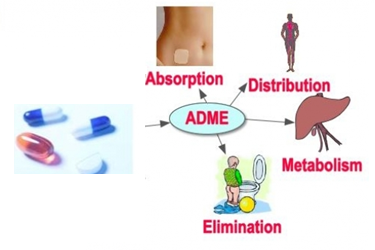 Absorption
Distribution
ADME
Metabolism
Elimination